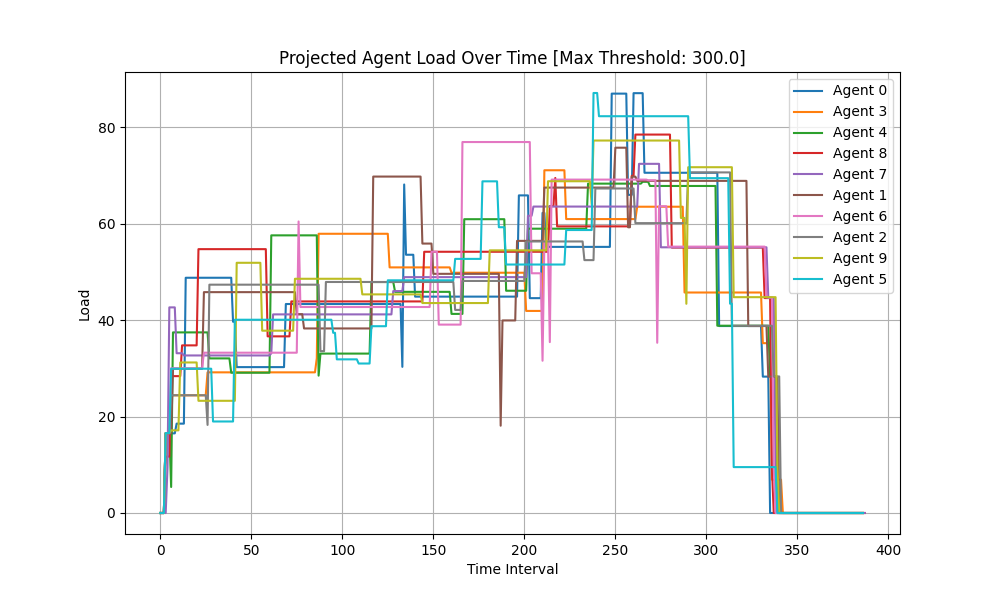 Projected Agent Load Over Time [Max Threshold: 300.0]
Load
80
60
40
20
0
0 50 100 150 200 250 300 350 400
Time Interval
Agent 0
Agent 3
Agent 4
Agent 8
Agent 7
Agent 1
Agent 6
Agent 2
Agent 9
Agent 5